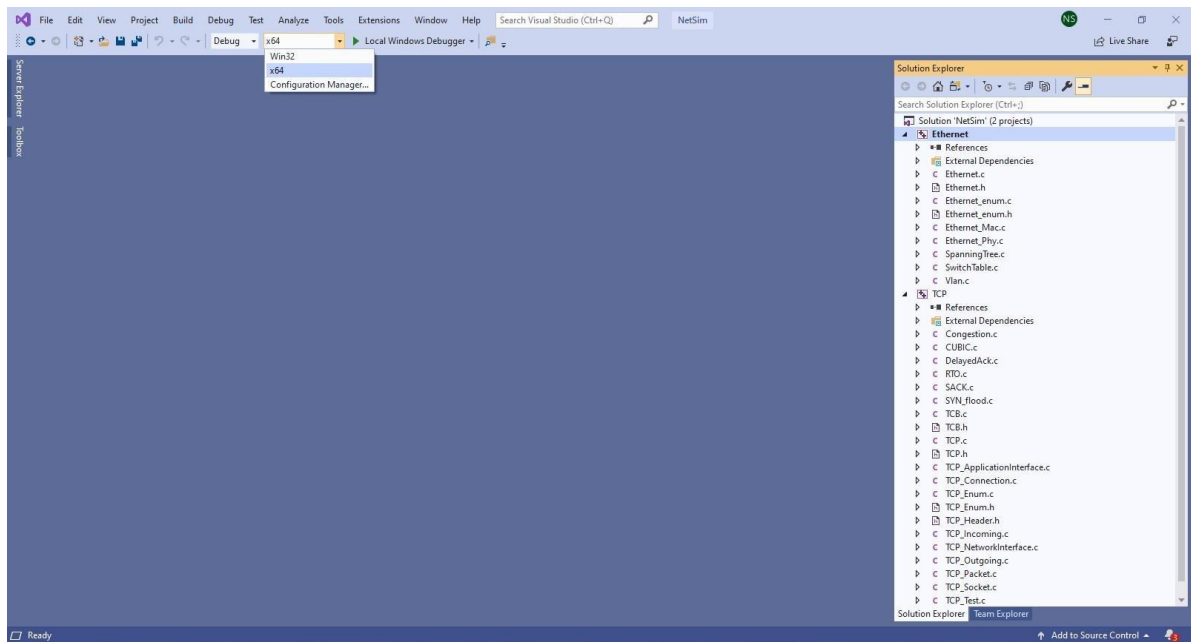 File Edit View Project Build Debug Test Analyze Tools Extensions Window Help Search Visual Studio (Ctrl+Q) NetSim NS
Debug x64 Local Windows Debugger Live Share
Win32
x64
Configuration Manager...
Server Explorer
Toolbox
Solution Explorer
Search Solution Explorer (Ctrl+;)
Solution 'NetSim' (2 projects)
Ethernet
References
External Dependencies
Ethernet.c
Ethernet.h
Ethernet_enum.c
Ethernet_enum.h
Ethernet_Mac.c
Ethernet_Phy.c
SpanningTree.c
SwitchTable.c
Vlan.c
TCP
References
External Dependencies
Congestion.c
CUBIC.c
DelayedAck.c
RTO.c
SACK.c
SYN_flood.c
TCB.c
TCB.h
TCP.c
TCP.h
TCP_ApplicationInterface.c
TCP_Connection.c
TCP_Enum.c
TCP_Enum.h
TCP_Header.h
TCP_Incoming.c
TCP_NetworkInterface.c
TCP_Outgoing.c
TCP_Packet.c
TCP_Socket.c
TCP_Test.c
Solution Explorer Team Explorer
Ready Add to Source Control 3